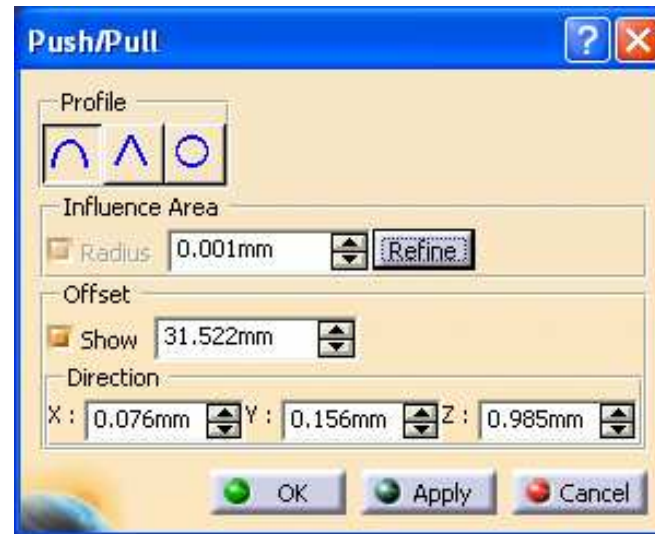 Push/Pull
Profile
Influence Area
Radius 0.001mm Refine
Offset
Show 31.522mm
Direction
X : 0.076mm Y : 0.156mm Z : 0.985mm
OK Apply Cancel